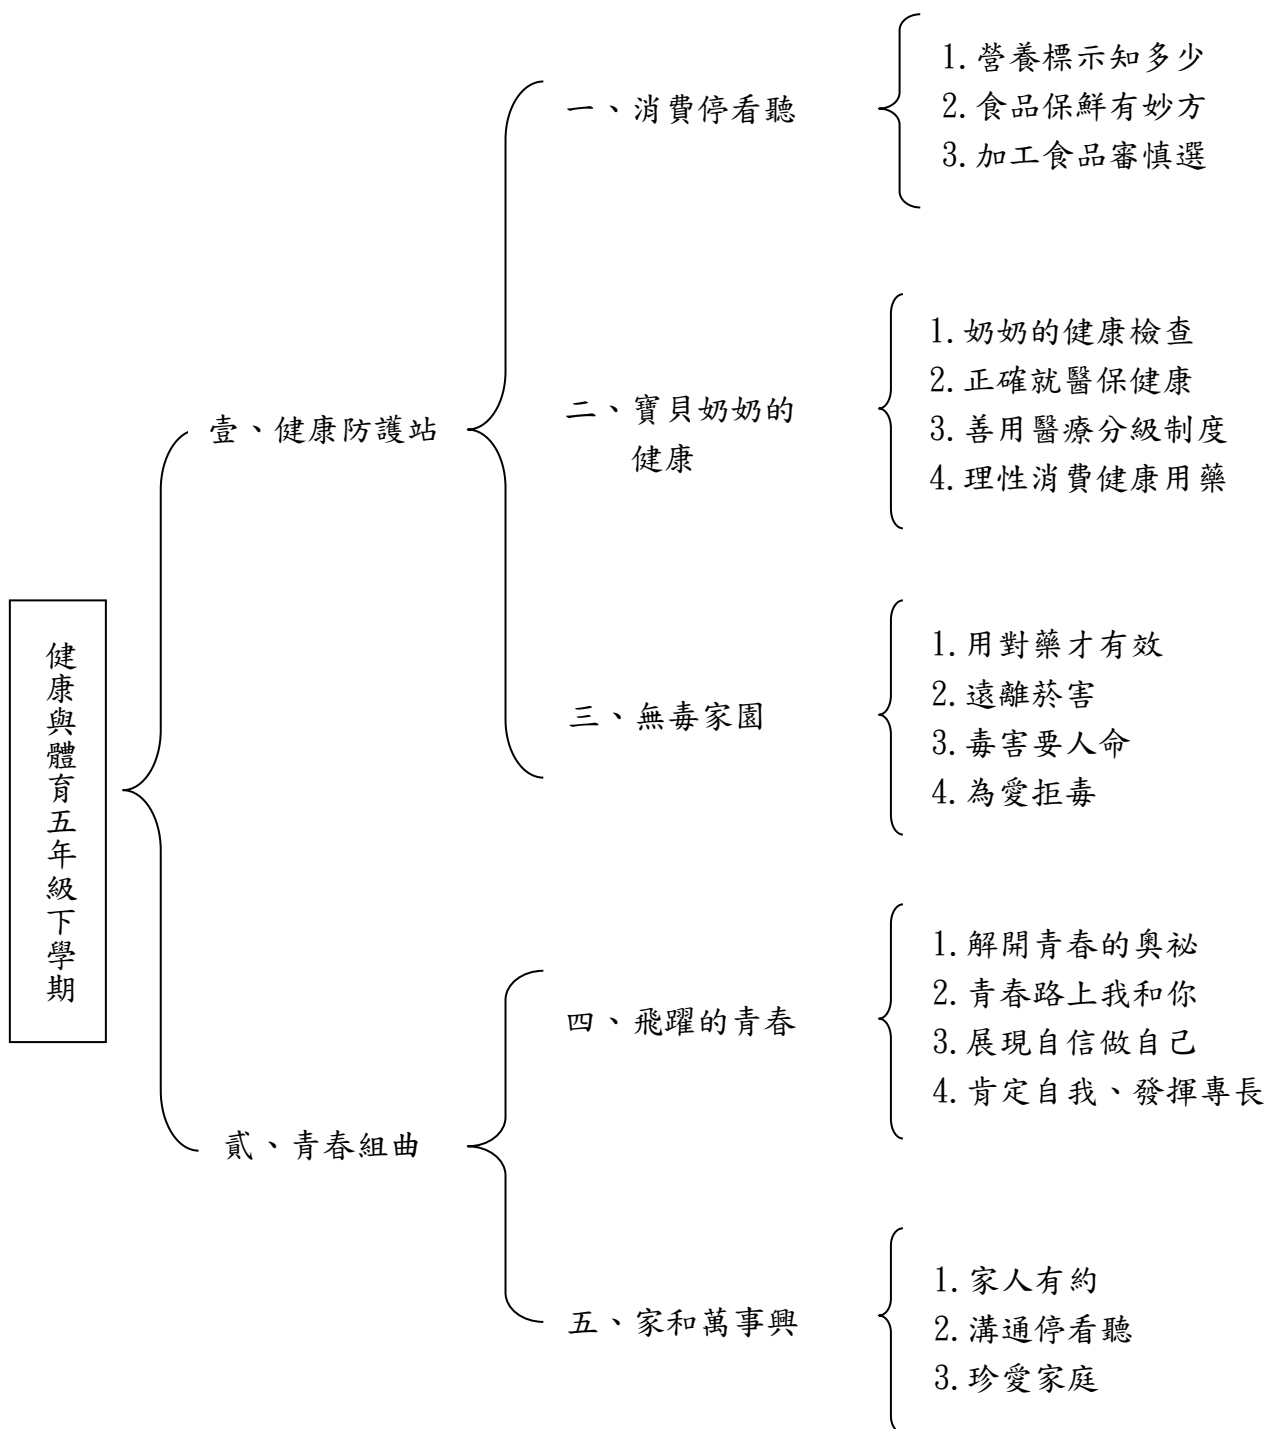 健康與體育五年級下學期
壹、健康防護站
一、消費停看聽
1.營養標示知多少
2.食品保鮮有妙方
3.加工食品審慎選
二、寶貝奶奶的
健康
1.奶奶的健康檢查
2.正確就醫保健康
3.善用醫療分級制度
4.理性消費健康用藥
三、無毒家園
1.用對藥才有效
2.遠離菸害
3.毒害要人命
4.為愛拒毒
貳、青春組曲
四、飛躍的青春
1.解開青春的奧祕
2.青春路上我和你
3.展現自信做自己
4.肯定自我、發揮專長
五、家和萬事興
1.家人有約
2.溝通停看聽
3.珍愛家庭